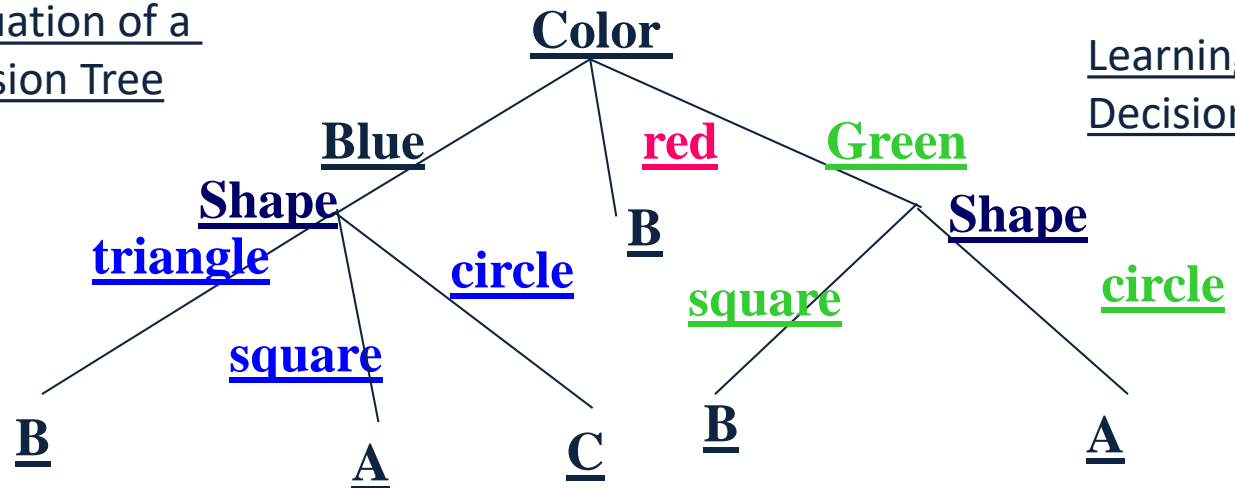 uation of a
sion Tree
Color
Learning
Decision
Blue
red
Green
Shape
B
Shape
triangle
circle
square
circle
square
B
A
C
B
A